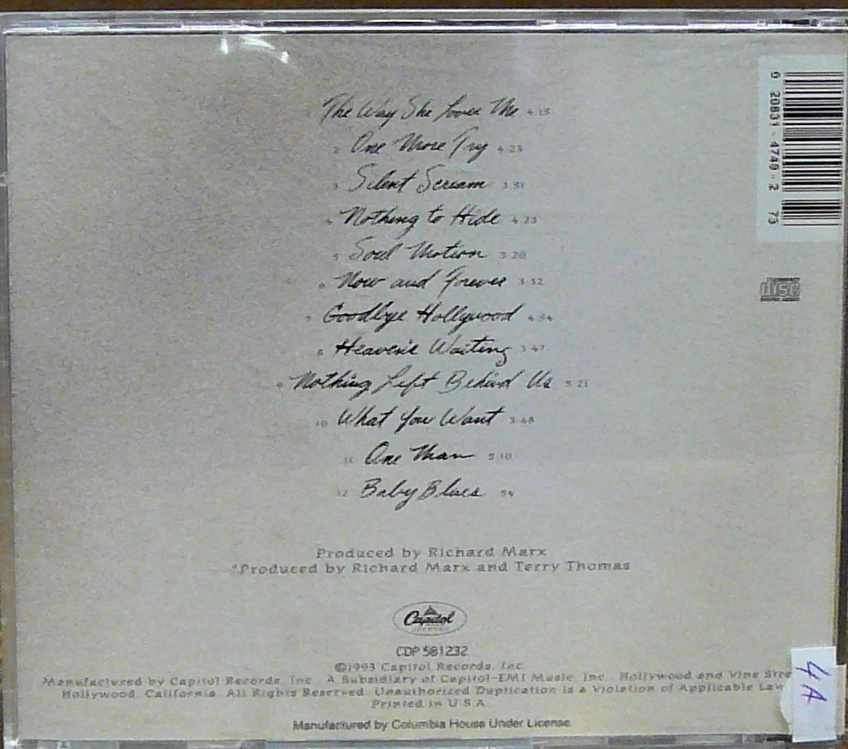 1 The Way She Loves Me 4:15
2 One More Try 4:23
3 Silent Scream 3:51
4 Nothing to Hide 4:23
5 Soul Motion 5:20
6 Now and Forever 3:32
7 Goodbye Hollywood 4:54
8 Heaven's Waiting 3:47
9 Nothing Left Behind Us 5:21
10 What You Want 3:48
11 One Man 5:10
12 Baby Blues
Produced by Richard Marx
*Produced by Richard Marx and Terry Thomas
Capitol
CDP 581232
©1993 Capitol Records, Inc.
Manufactured by Capitol Records, Inc., A Subsidiary of Capitol-EMI Music, Inc., Hollywood and Vine Stre
Hollywood, California. All Rights Reserved. Unauthorized Duplication is a Violation of Applicable Law
Printed in U.S.A.
Manufactured by Columbia House Under License
0 20831-4749-2 73
disc
4A